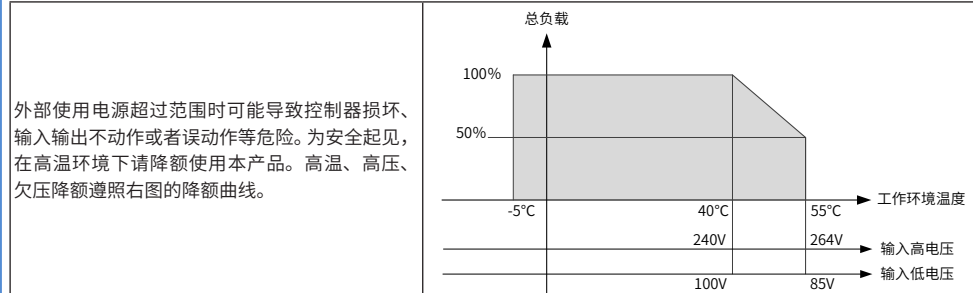 外部使用电源超过范围时可能导致控制器损坏、
输入输出不动作或者误动作等危险。为安全起见，
在高温环境下请降额使用本产品。高温、高压、
欠压降额遵照右图的降额曲线。
总负载
100%
50%
-5℃ 40℃ 55℃ 工作环境温度
240V 264V 输入高电压
100V 85V 输入低电压